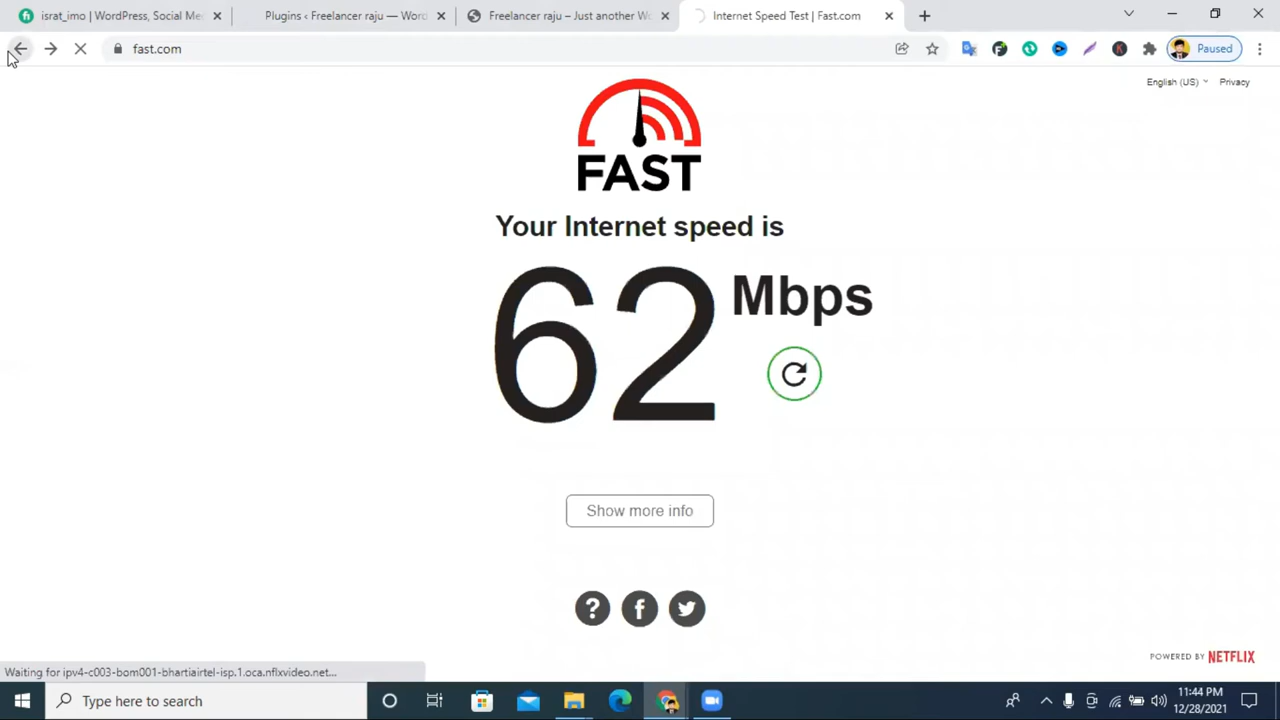 israt_imo | WordPress, Social Med
Plugins ‹ Freelancer raju — Word
Freelancer raju – Just another Wo
Internet Speed Test | Fast.com
fast.com
Paused
English (US)
Privacy
FAST
Your Internet speed is
62 Mbps
Show more info
POWERED BY NETFLIX
Waiting for ipv4-c003-bom001-bhartiairtel-isp.1.oca.nflxvideo.net...
Type here to search
11:44 PM
12/28/2021